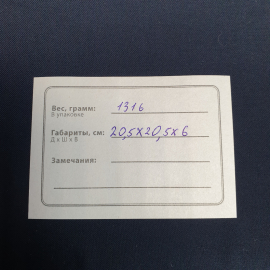 Вес, грамм: 1316
В упаковке
Габариты, см: 20,5х20,5х6
Д х Ш х В
Замечания: